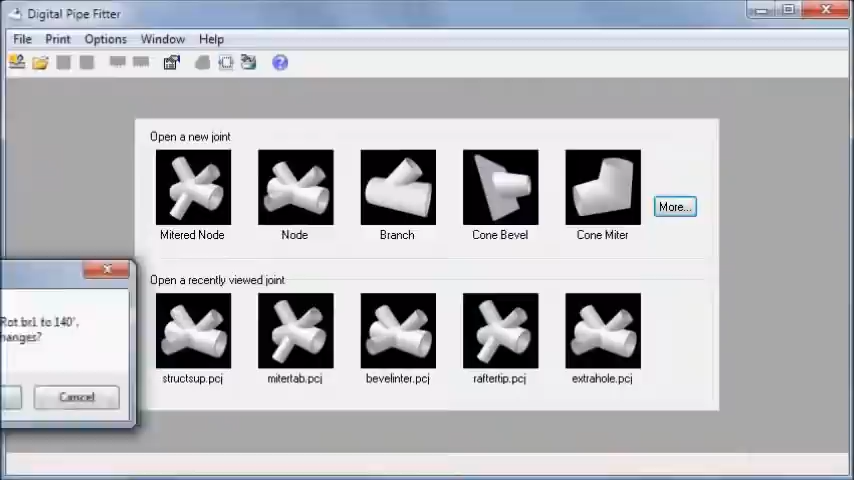 Digital Pipe Fitter
File Print Options Window Help
Open a new joint
Mitered Node Node Branch Cone Bevel Cone Miter More...
Open a recently viewed joint
structsup.pcj mitertab.pcj bevelinter.pcj raftertip.pcj extrahole.pcj
Rot br1 to 140°,
hanges?
Cancel